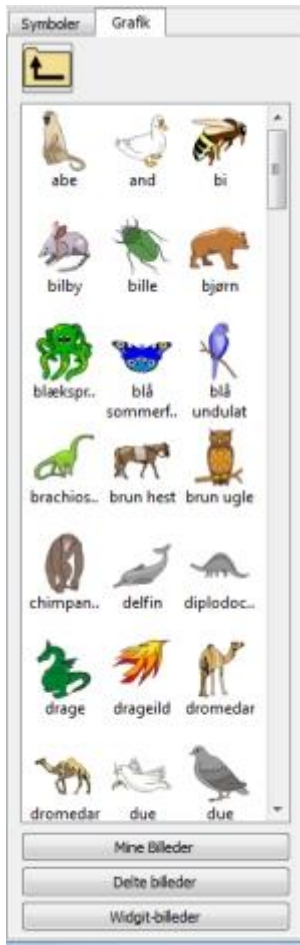 Symboler Grafik
abe and bi
bilby bille bjørn
blækspr.. blå sommerf.. blå undulat
brachios.. brun hest brun ugle
chimpan.. delfin diplodoc..
drage drageild dromedar
dromedar due due
Mine Billeder
Delte billeder
Widgit-billeder